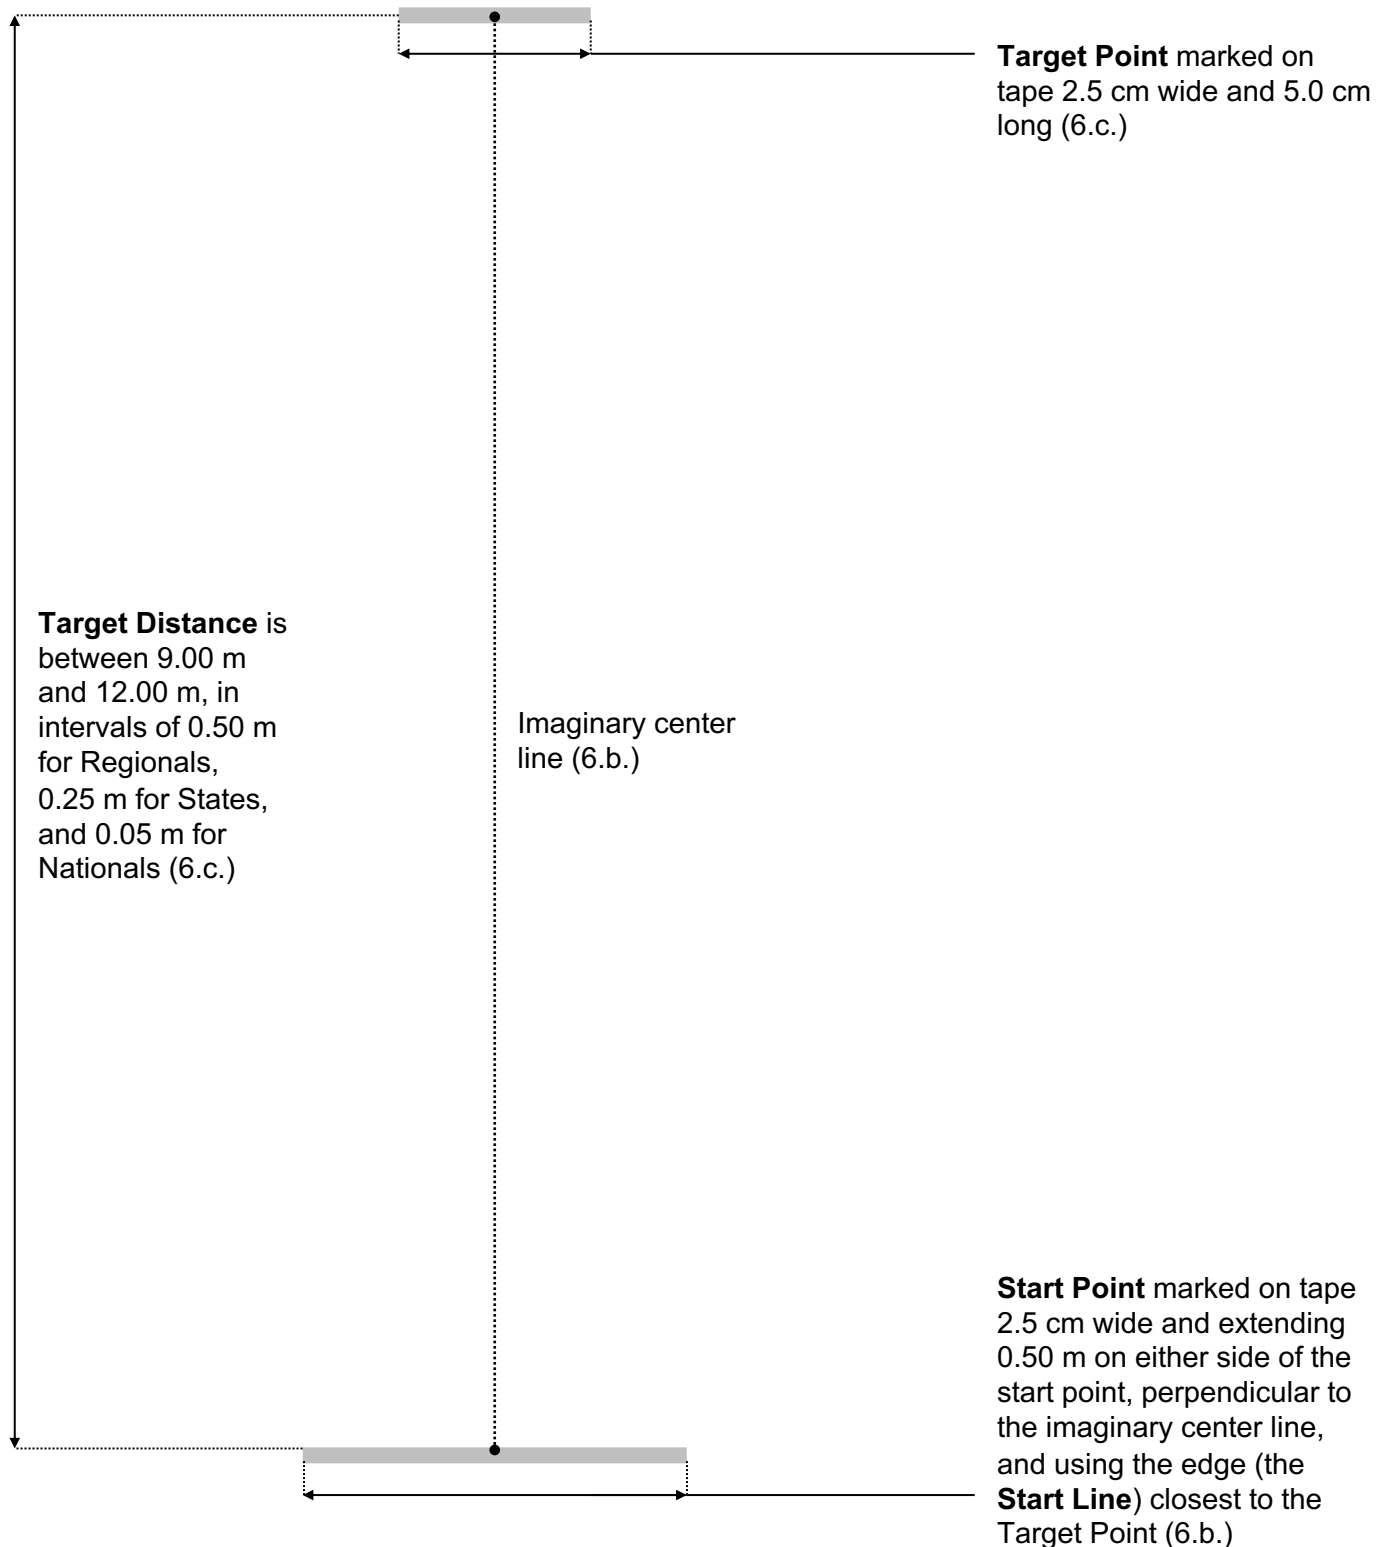 Target Point marked on
tape 2.5 cm wide and 5.0 cm
long (6.c.)
Target Distance is
between 9.00 m
and 12.00 m, in
intervals of 0.50 m
for Regionals,
0.25 m for States,
and 0.05 m for
Nationals (6.c.)
Imaginary center
line (6.b.)
Start Point marked on tape
2.5 cm wide and extending
0.50 m on either side of the
start point, perpendicular to
the imaginary center line,
and using the edge (the
Start Line) closest to the
Target Point (6.b.)